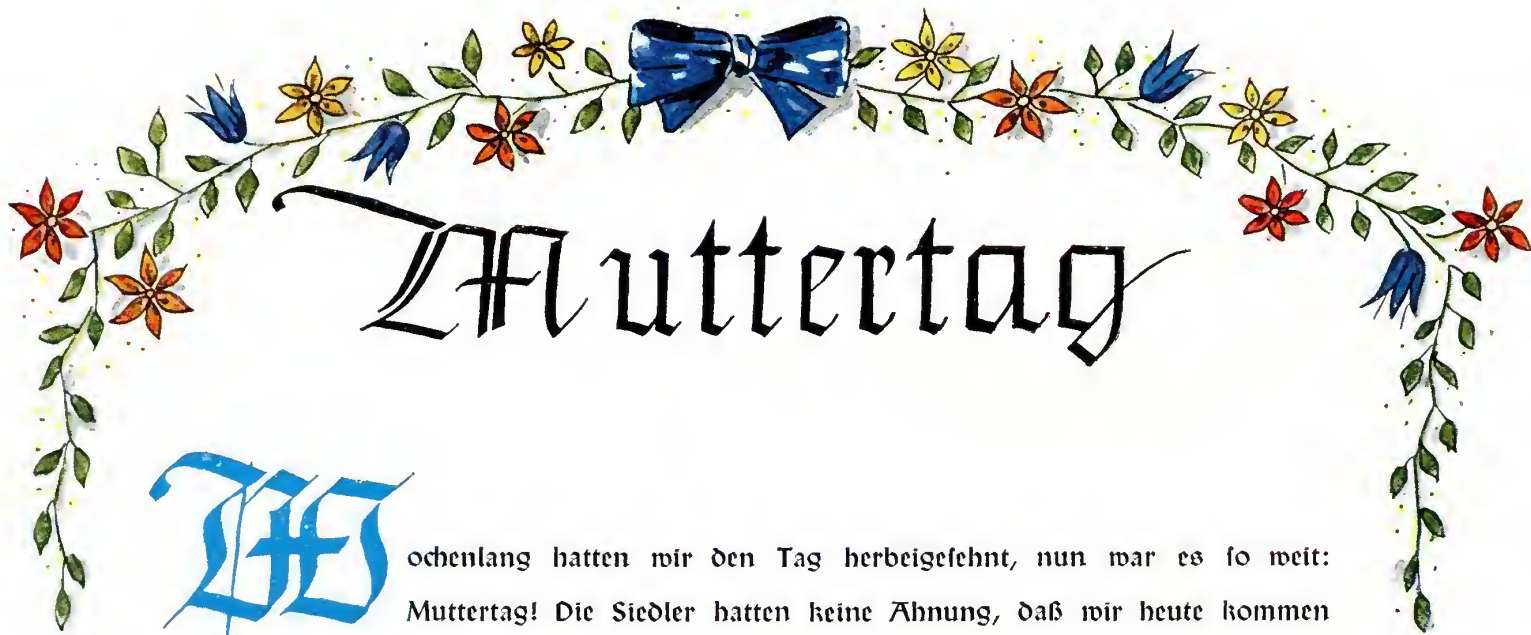 Muttertag
Wochenlang hatten wir den Tag herbeigesehnt, nun war es so weit:
Muttertag! Die Siedler hatten keine Ahnung, daß wir heute kommen